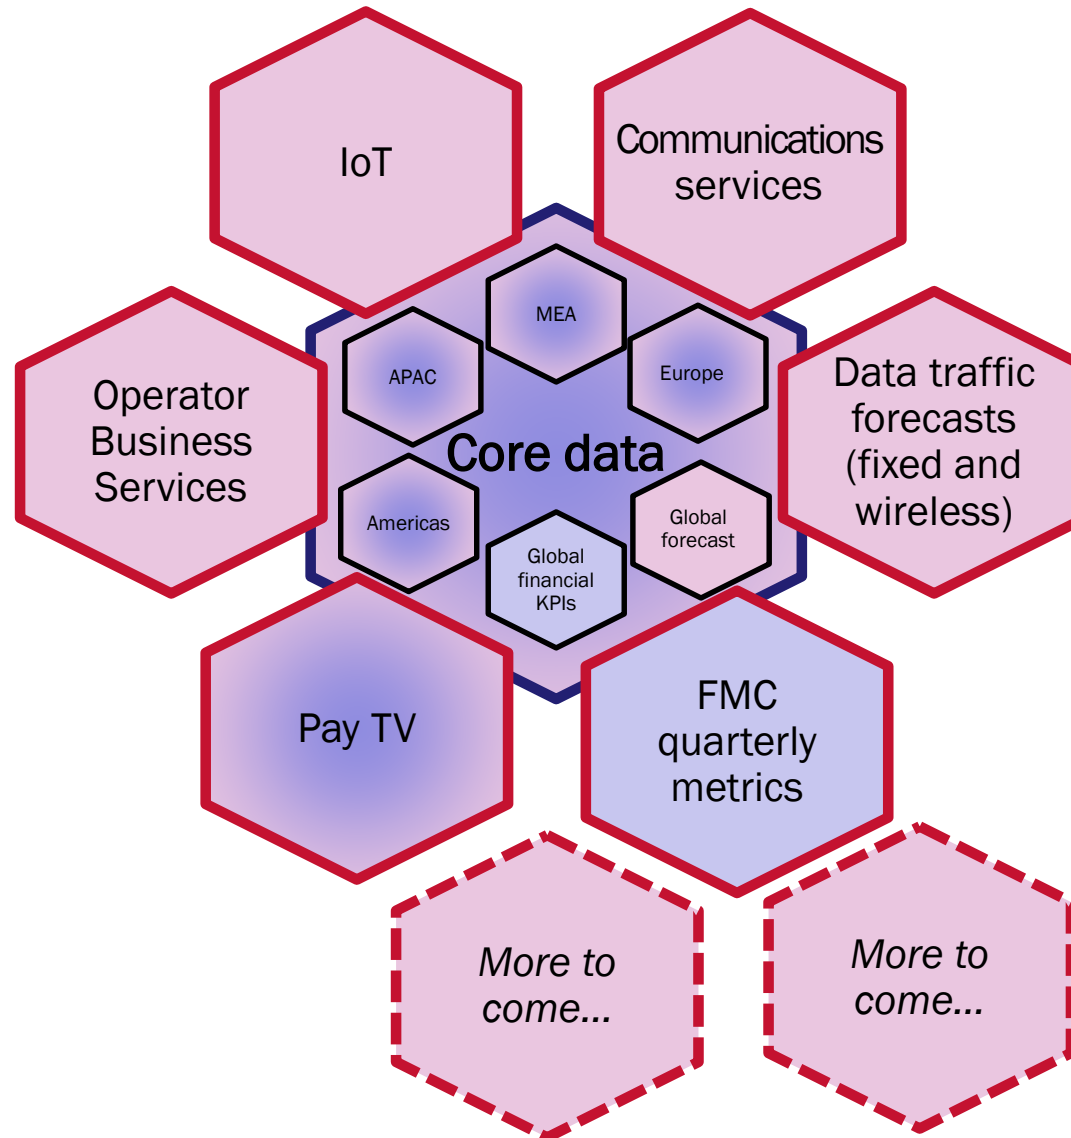 IoT
Communications
services
MEA
APAC
Europe
Operator
Business
Services
Core data
Data traffic
forecasts
(fixed and
wireless)
Americas
Global
financial
KPIs
Global
forecast
Pay TV
FMC
quarterly
metrics
More to
come...
More to
come...